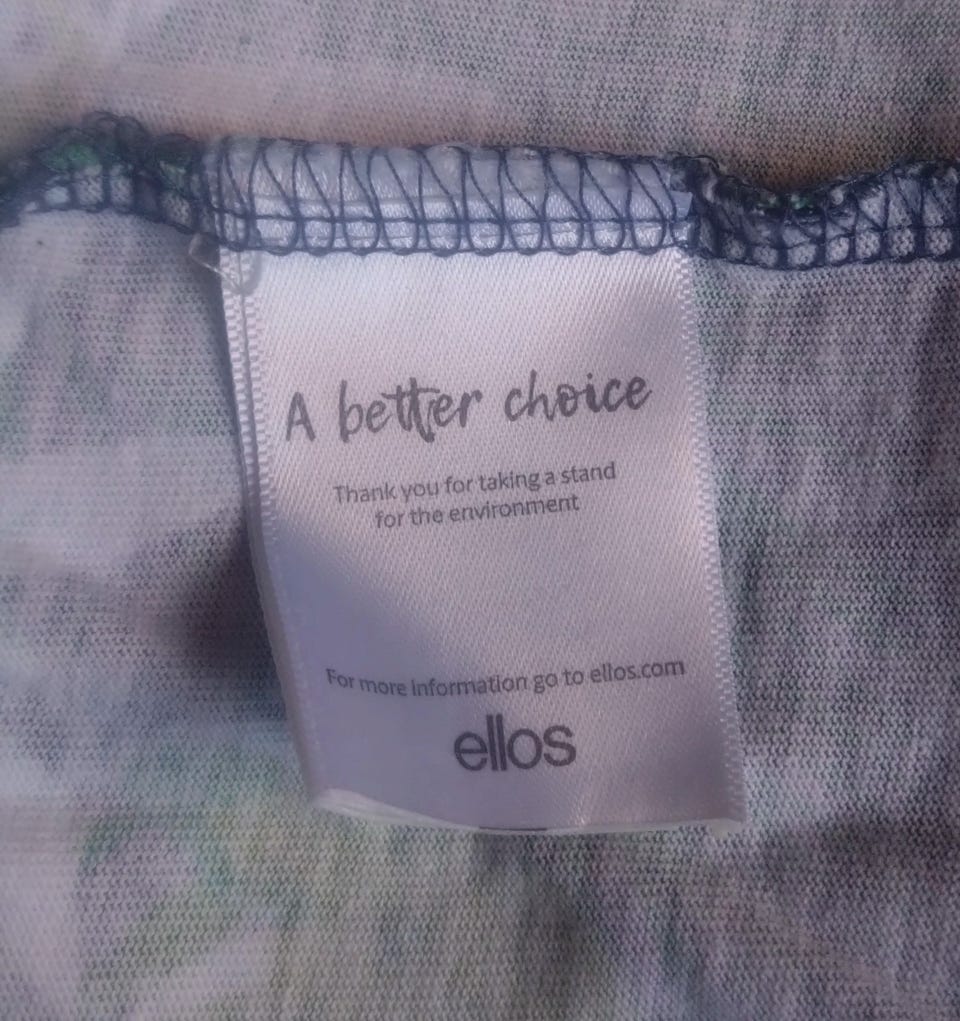 A better choice
Thank you for taking a stand
for the environment
For more information go to ellos.com
ellos